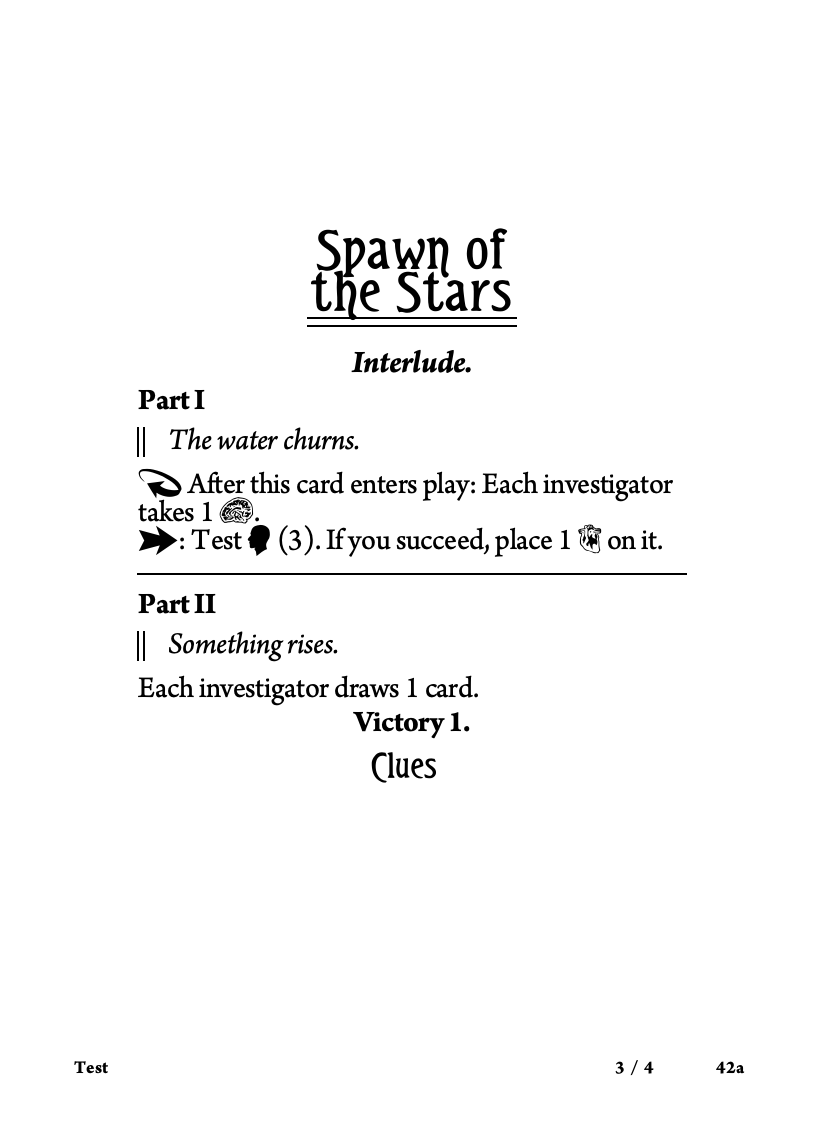 Spawn of
the Stars
Interlude.
Part I
The water churns.
After this card enters play: Each investigator
takes 1 .
: Test (3). If you succeed, place 1 on it.
Part II
Something rises.
Each investigator draws 1 card.
Victory 1.
Clues
Test 3 / 4 42a